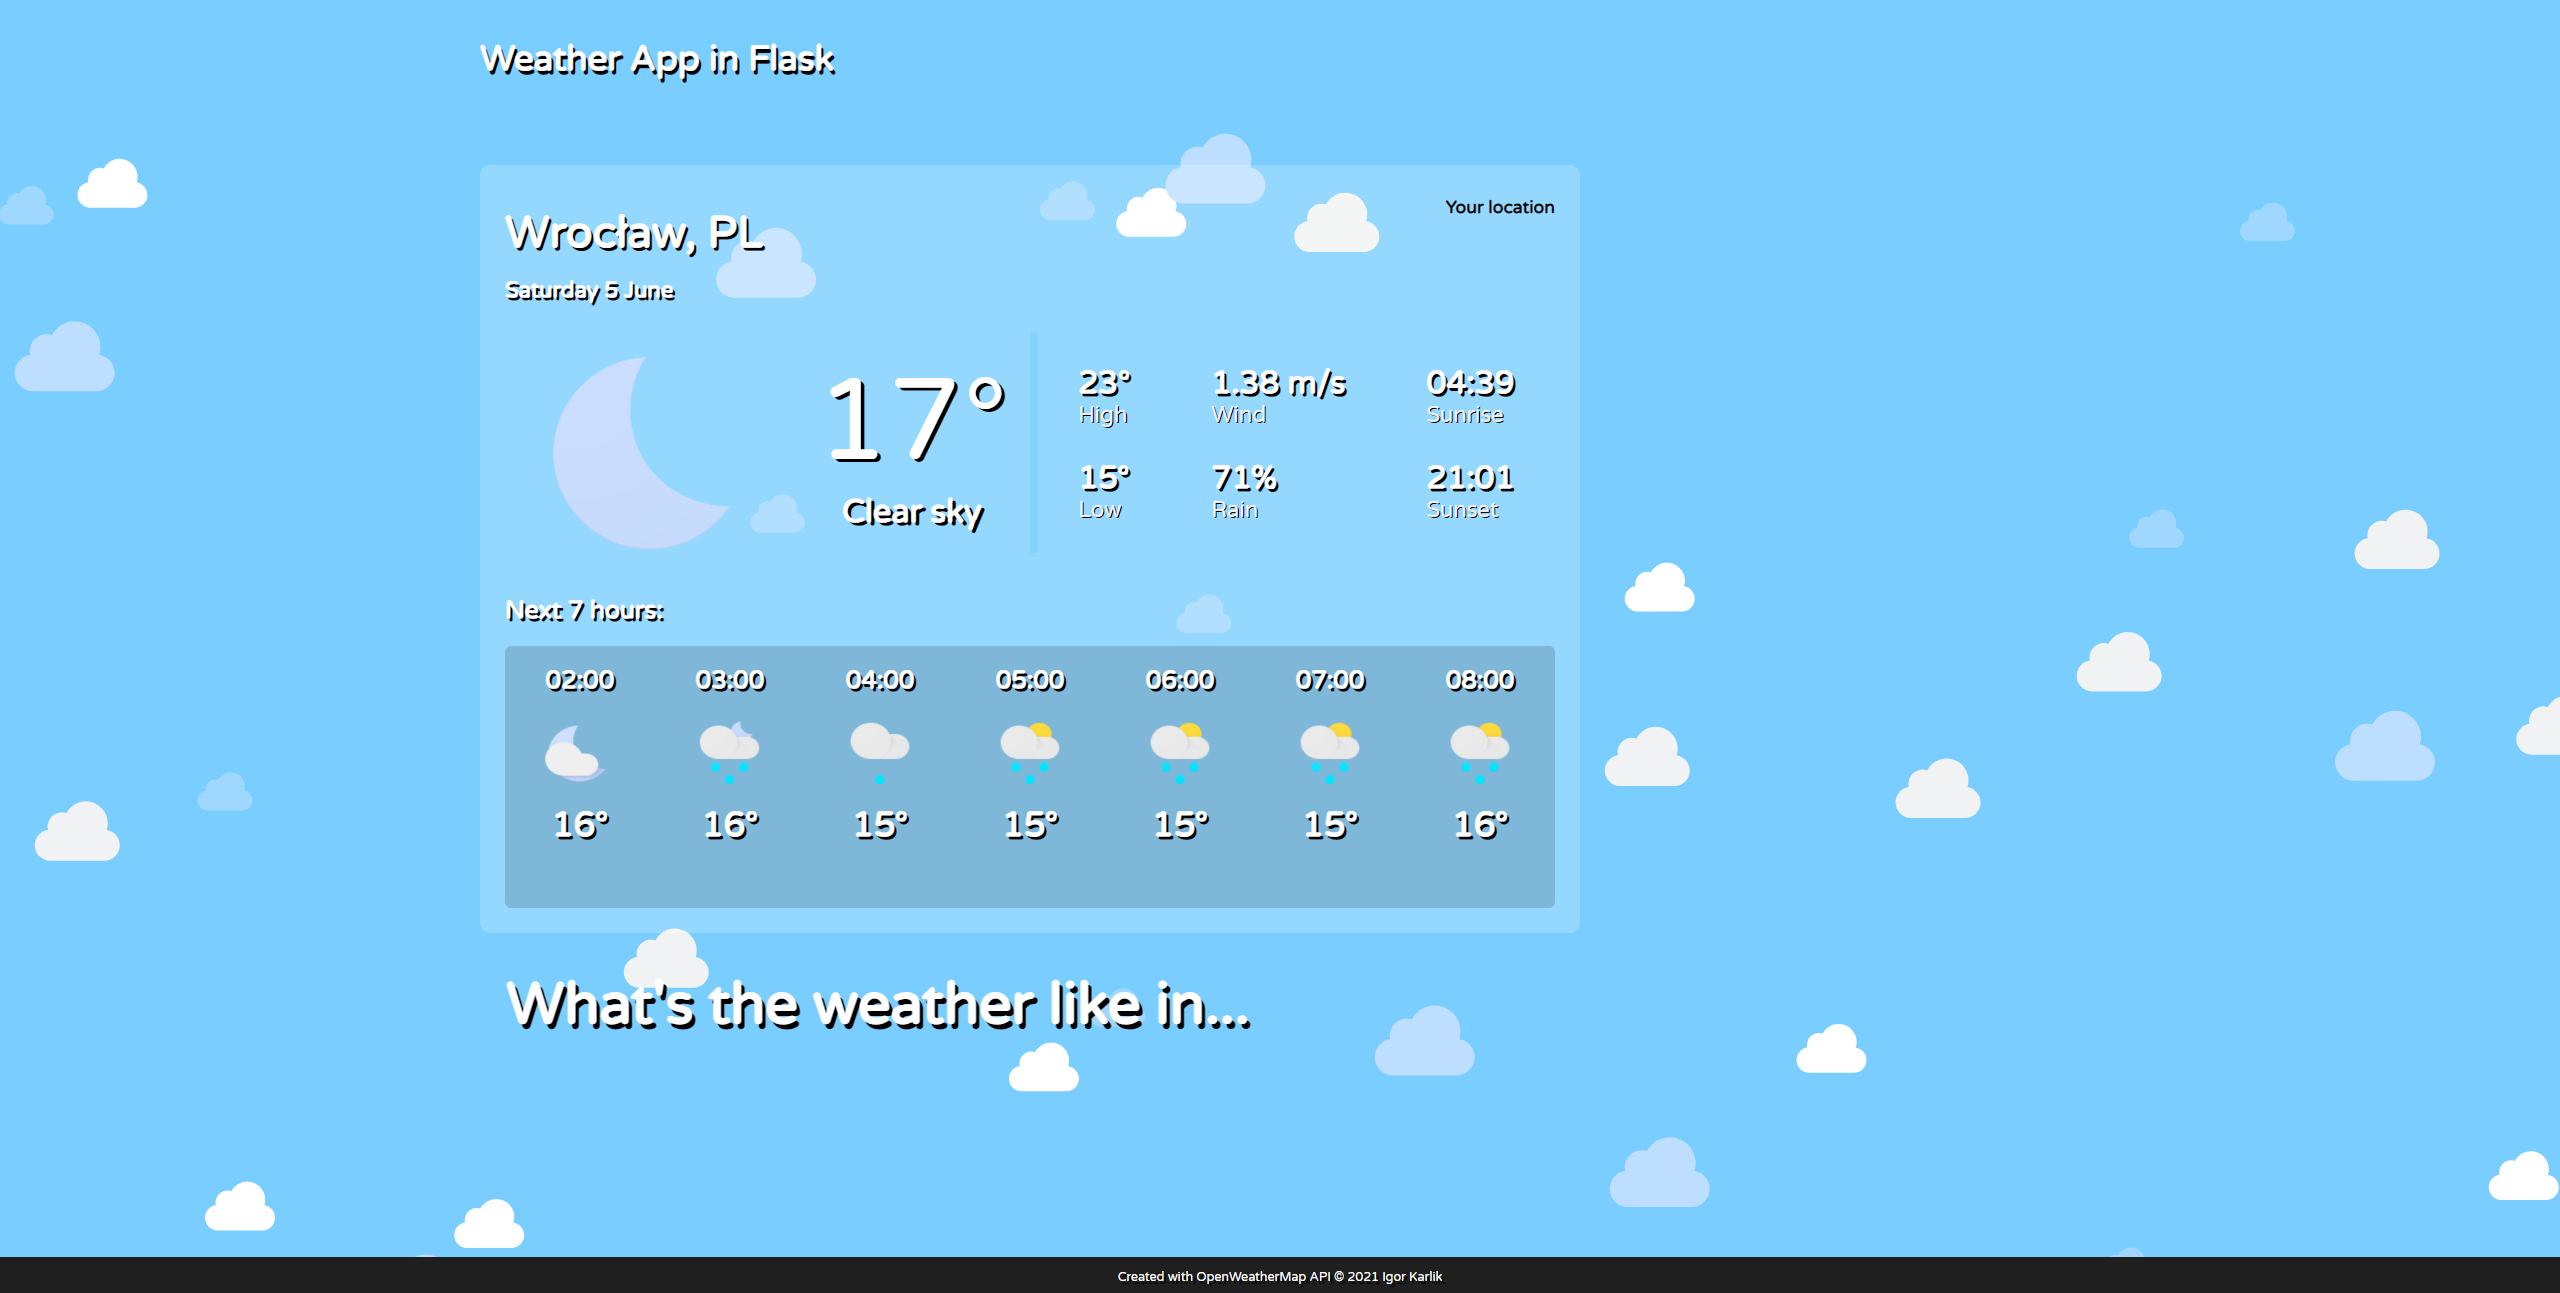 Weather App in Flask
Your location
Wrocław, PL
Saturday 5 June
17°
Clear sky
23° 1.38 m/s 04:39
High Wind Sunrise
15° 71% 21:01
Low Rain Sunset
Next 7 hours:
02:00 03:00 04:00 05:00 06:00 07:00 08:00
16° 16° 15° 15° 15° 15° 16°
What's the weather like in...
Created with OpenWeatherMap API © 2021 Igor Karlik